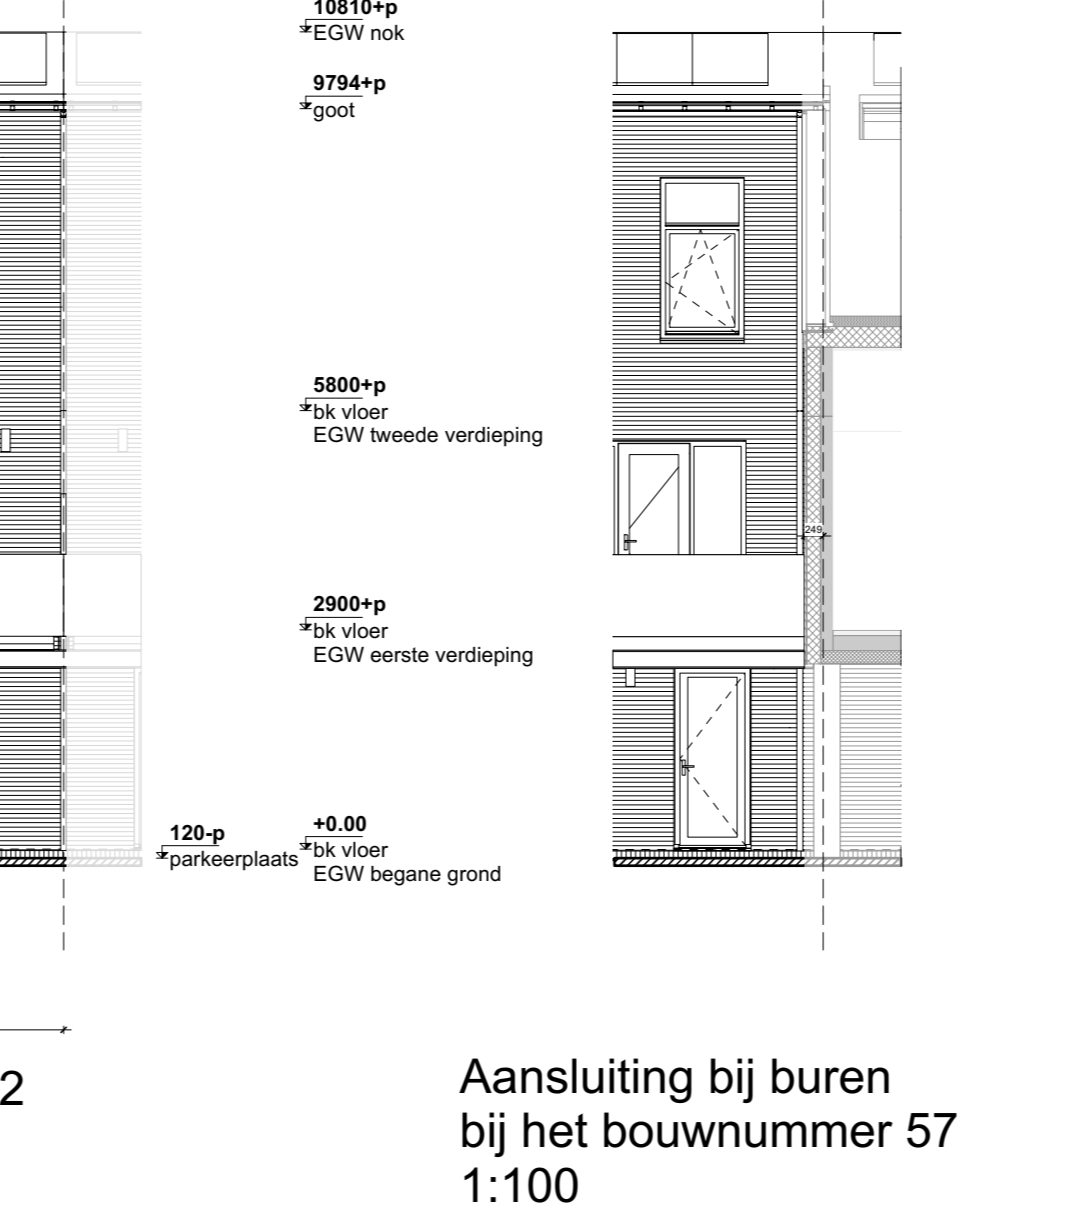 10810+p
EGW nok
9794+p
goot
5800+p
bk vloer
EGW tweede verdieping
249
2900+p
bk vloer
EGW eerste verdieping
120-p
parkeerplaats
+0.00
bk vloer
EGW begane grond
2
Aansluiting bij buren
bij het bouwnummer 57
1:100